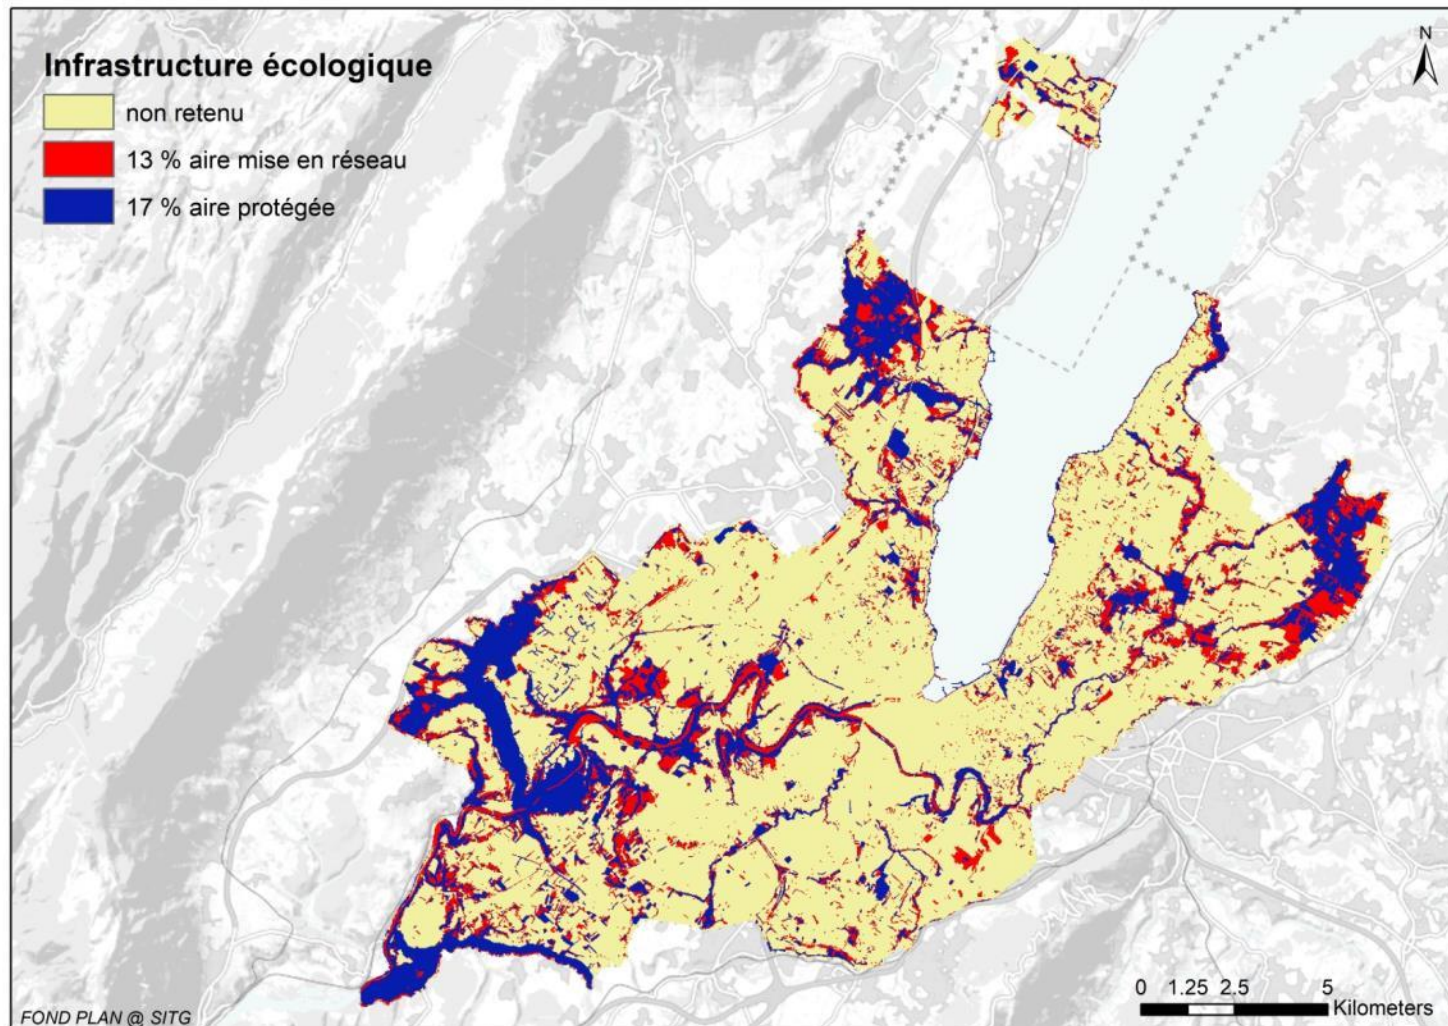 Infrastructure écologique
non retenu
13 % aire mise en réseau
17 % aire protégée
N
0 1.25 2.5 5
Kilometers
FOND PLAN @ SITG